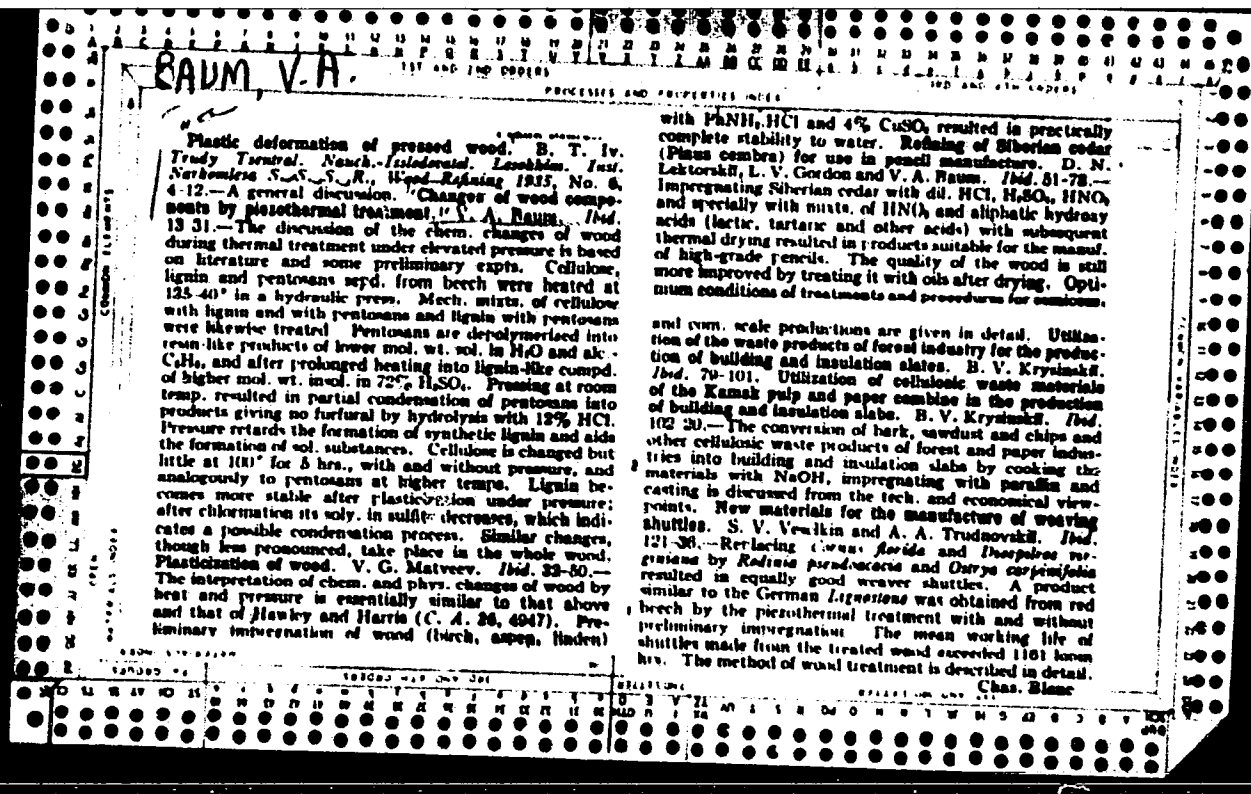 BAUM, V.A.
1ST AND 2ND ORDERS
PROCESSES AND PROPERTIES INDEX
3RD AND 4TH ORDERS
Plastic deformation of pressed wood. B. T. Iv.
Trudy Tsentral. Nauch.-Issledovatel. Lesokhim. Inst.
Narkomlesa S. S. S. R., Wood-Refining 1935, No. 6,
4-12.—A general discussion. Changes of wood compo-
nents by piezothermal treatment. S. A. Baum. Ibid.
13-31.—The discussion of the chem. changes of wood
during thermal treatment under elevated pressure is based
on literature and some preliminary expts. Cellulose,
lignin and pentosans sepd. from beech were heated at
125-40° in a hydraulic press. Mech. mixts. of cellulose
with lignin and with pentosans and lignin with pentosans
were likewise treated. Pentosans are depolymerized into
resin-like products of lower mol. wt. sol. in H₂O and alc.-
C₆H₆, and after prolonged heating into lignin-like compd.
of higher mol. wt. insol. in 72% H₂SO₄. Pressing at room
temp. resulted in partial condensation of pentosans into
products giving no furfural by hydrolysis with 12% HCl.
Pressure retards the formation of synthetic lignin and aids
the formation of sol. substances. Cellulose is changed but
little at 100° for 5 hrs., with and without pressure, and
analogously to pentosans at higher temps. Lignin be-
comes more stable after plasticization under pressure;
after chlorination its soly. in sulfite decreases, which indi-
cates a possible condensation process. Similar changes,
though less pronounced, take place in the whole wood.
Plasticization of wood. V. G. Matveev. Ibid. 32-50.—
The intepretation of chem. and phys. changes of wood by
heat and pressure is essentially similar to that above
and that of Hawley and Harris (C. A. 26, 4947). Pre-
liminary impregnation of wood (birch, aspen, linden)
with PhNH₂.HCl and 4% CuSO₄ resulted in practically
complete stability to water. Refining of Siberian cedar
(Pinus cembra) for use in pencil manufacture. D. N.
Lektorskiĭ, L. V. Gordon and V. A. Baum. Ibid. 51-78.—
Impregnating Siberian cedar with dil. HCl, H₂SO₄, HNO₃
and specially with mixts. of HNO₃ and aliphatic hydroxy
acids (lactic, tartaric and other acids) with subsequent
thermal drying resulted in products suitable for the manuf.
of high-grade pencils. The quality of the wood is still
more improved by treating it with oils after drying. Opti-
mum conditions of treatments and procedures for semicom.
and com. scale productions are given in detail. Utiliza-
tion of the waste products of forest industry for the produc-
tion of building and insulation slates. B. V. Krysinskiĭ.
Ibid. 79-101. Utilization of cellulosic waste materials
of the Kamsk pulp and paper combine in the production
of building and insulation slabs. B. V. Krysinskiĭ. Ibid.
102-20.—The conversion of bark, sawdust and chips and
other cellulosic waste products of forest and paper indus-
tries into building and insulation slabs by cooking the
materials with NaOH, impregnating with paraffin and
casting is discussed from the tech. and economical view-
points. New materials for the manufacture of weaving
shuttles. S. V. and A. A. Trudnovskiĭ. Ibid.
121-36.—Replacing Cornus florida and Diospiros vir-
giniana by Robinia pseudoacacia and Ostrya carpinifolia
resulted in equally good weaver shuttles. A product
similar to the German Lignostone was obtained from red
beech by the piezothermal treatment with and without
preliminary impregnation. The mean working life of
shuttles made from the treated wood exceeded 1161 loom
hrs. The method of wood treatment is described in detail.
Chas. Blanc